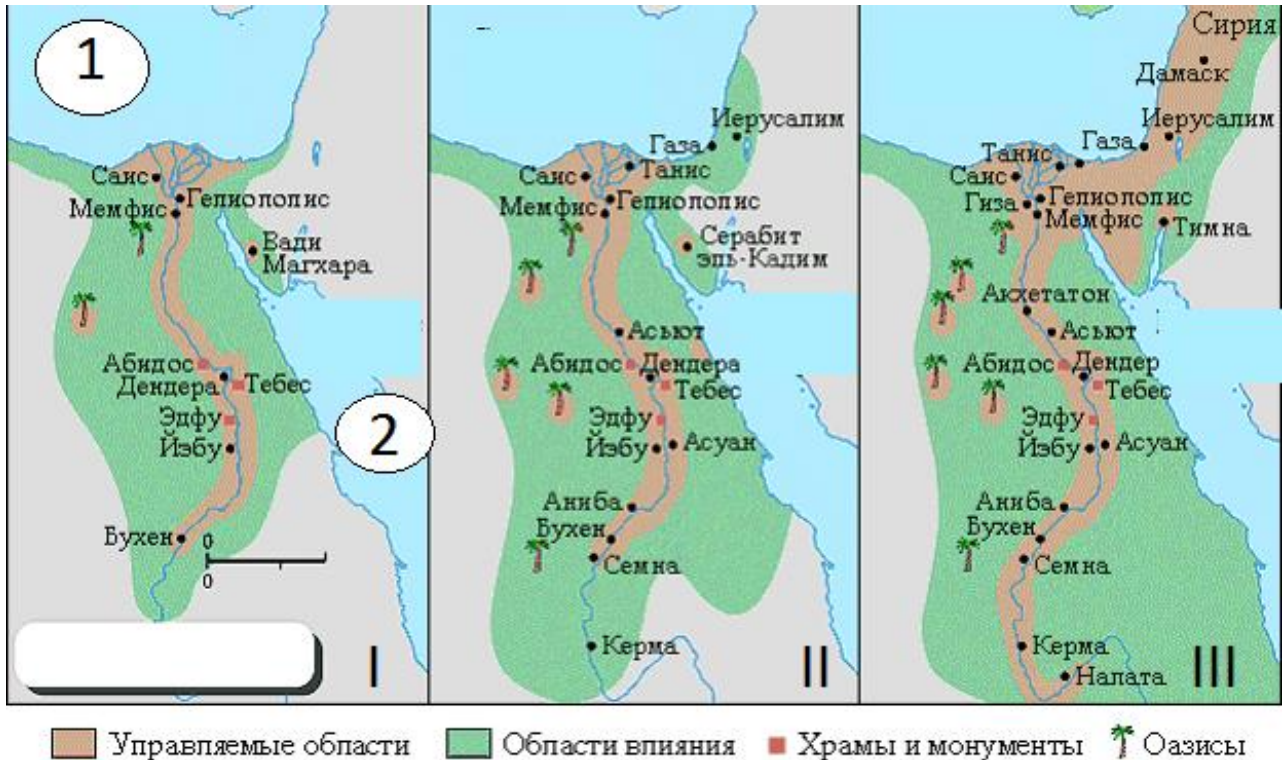 1
Саис
Гелиополис
Мемфис
Вади
Магхара
Абидос
Дендера
Тебес
Эдфу
Йэбу
Бухен
0
0
I
2
Иерусалим
Газа
Танис
Саис
Гелиополис
Мемфис
Серабит
эль-Кадим
Асьют
Абидос
Дендера
Тебес
Эдфу
Йэбу
Асуан
Аниба
Бухен
Семна
Керма
II
Сирия
Дамаск
Иерусалим
Газа
Танис
Саис
Гелиополис
Гиза
Мемфис
Тимна
Акхетатон
Асьют
Абидос
Дендер
Тебес
Эдфу
Йэбу
Асуан
Аниба
Бухен
Семна
Керма
Напата
III
Управляемые области
Области влияния
Храмы и монументы
Оазисы